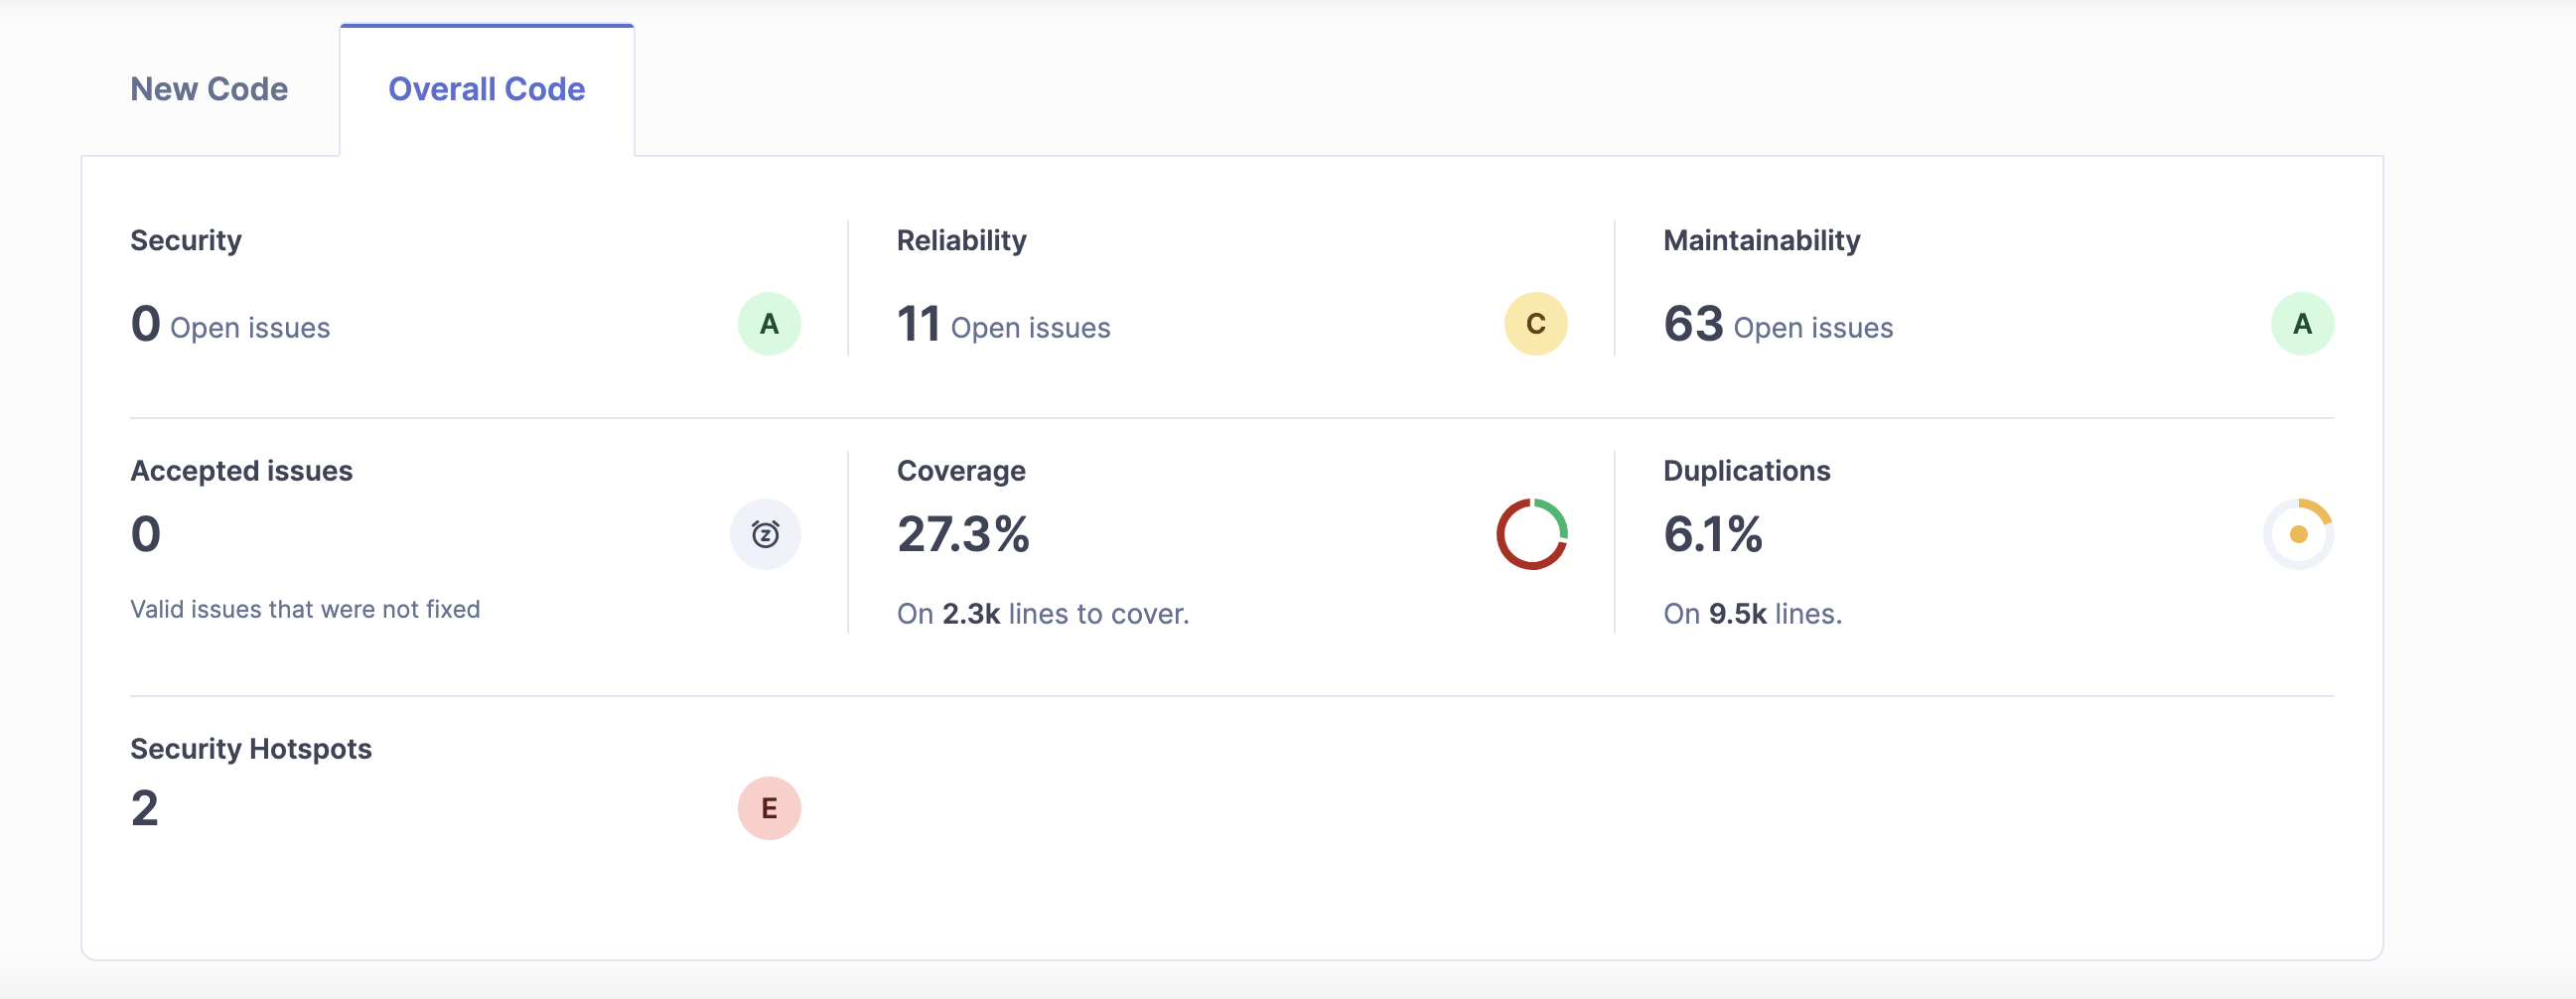 New Code
Overall Code
Security
0 Open issues
A
Reliability
11 Open issues
C
Maintainability
63 Open issues
A
Accepted issues
0
z
Valid issues that were not fixed
Coverage
27.3%
On 2.3k lines to cover.
Duplications
6.1%
On 9.5k lines.
Security Hotspots
2
E